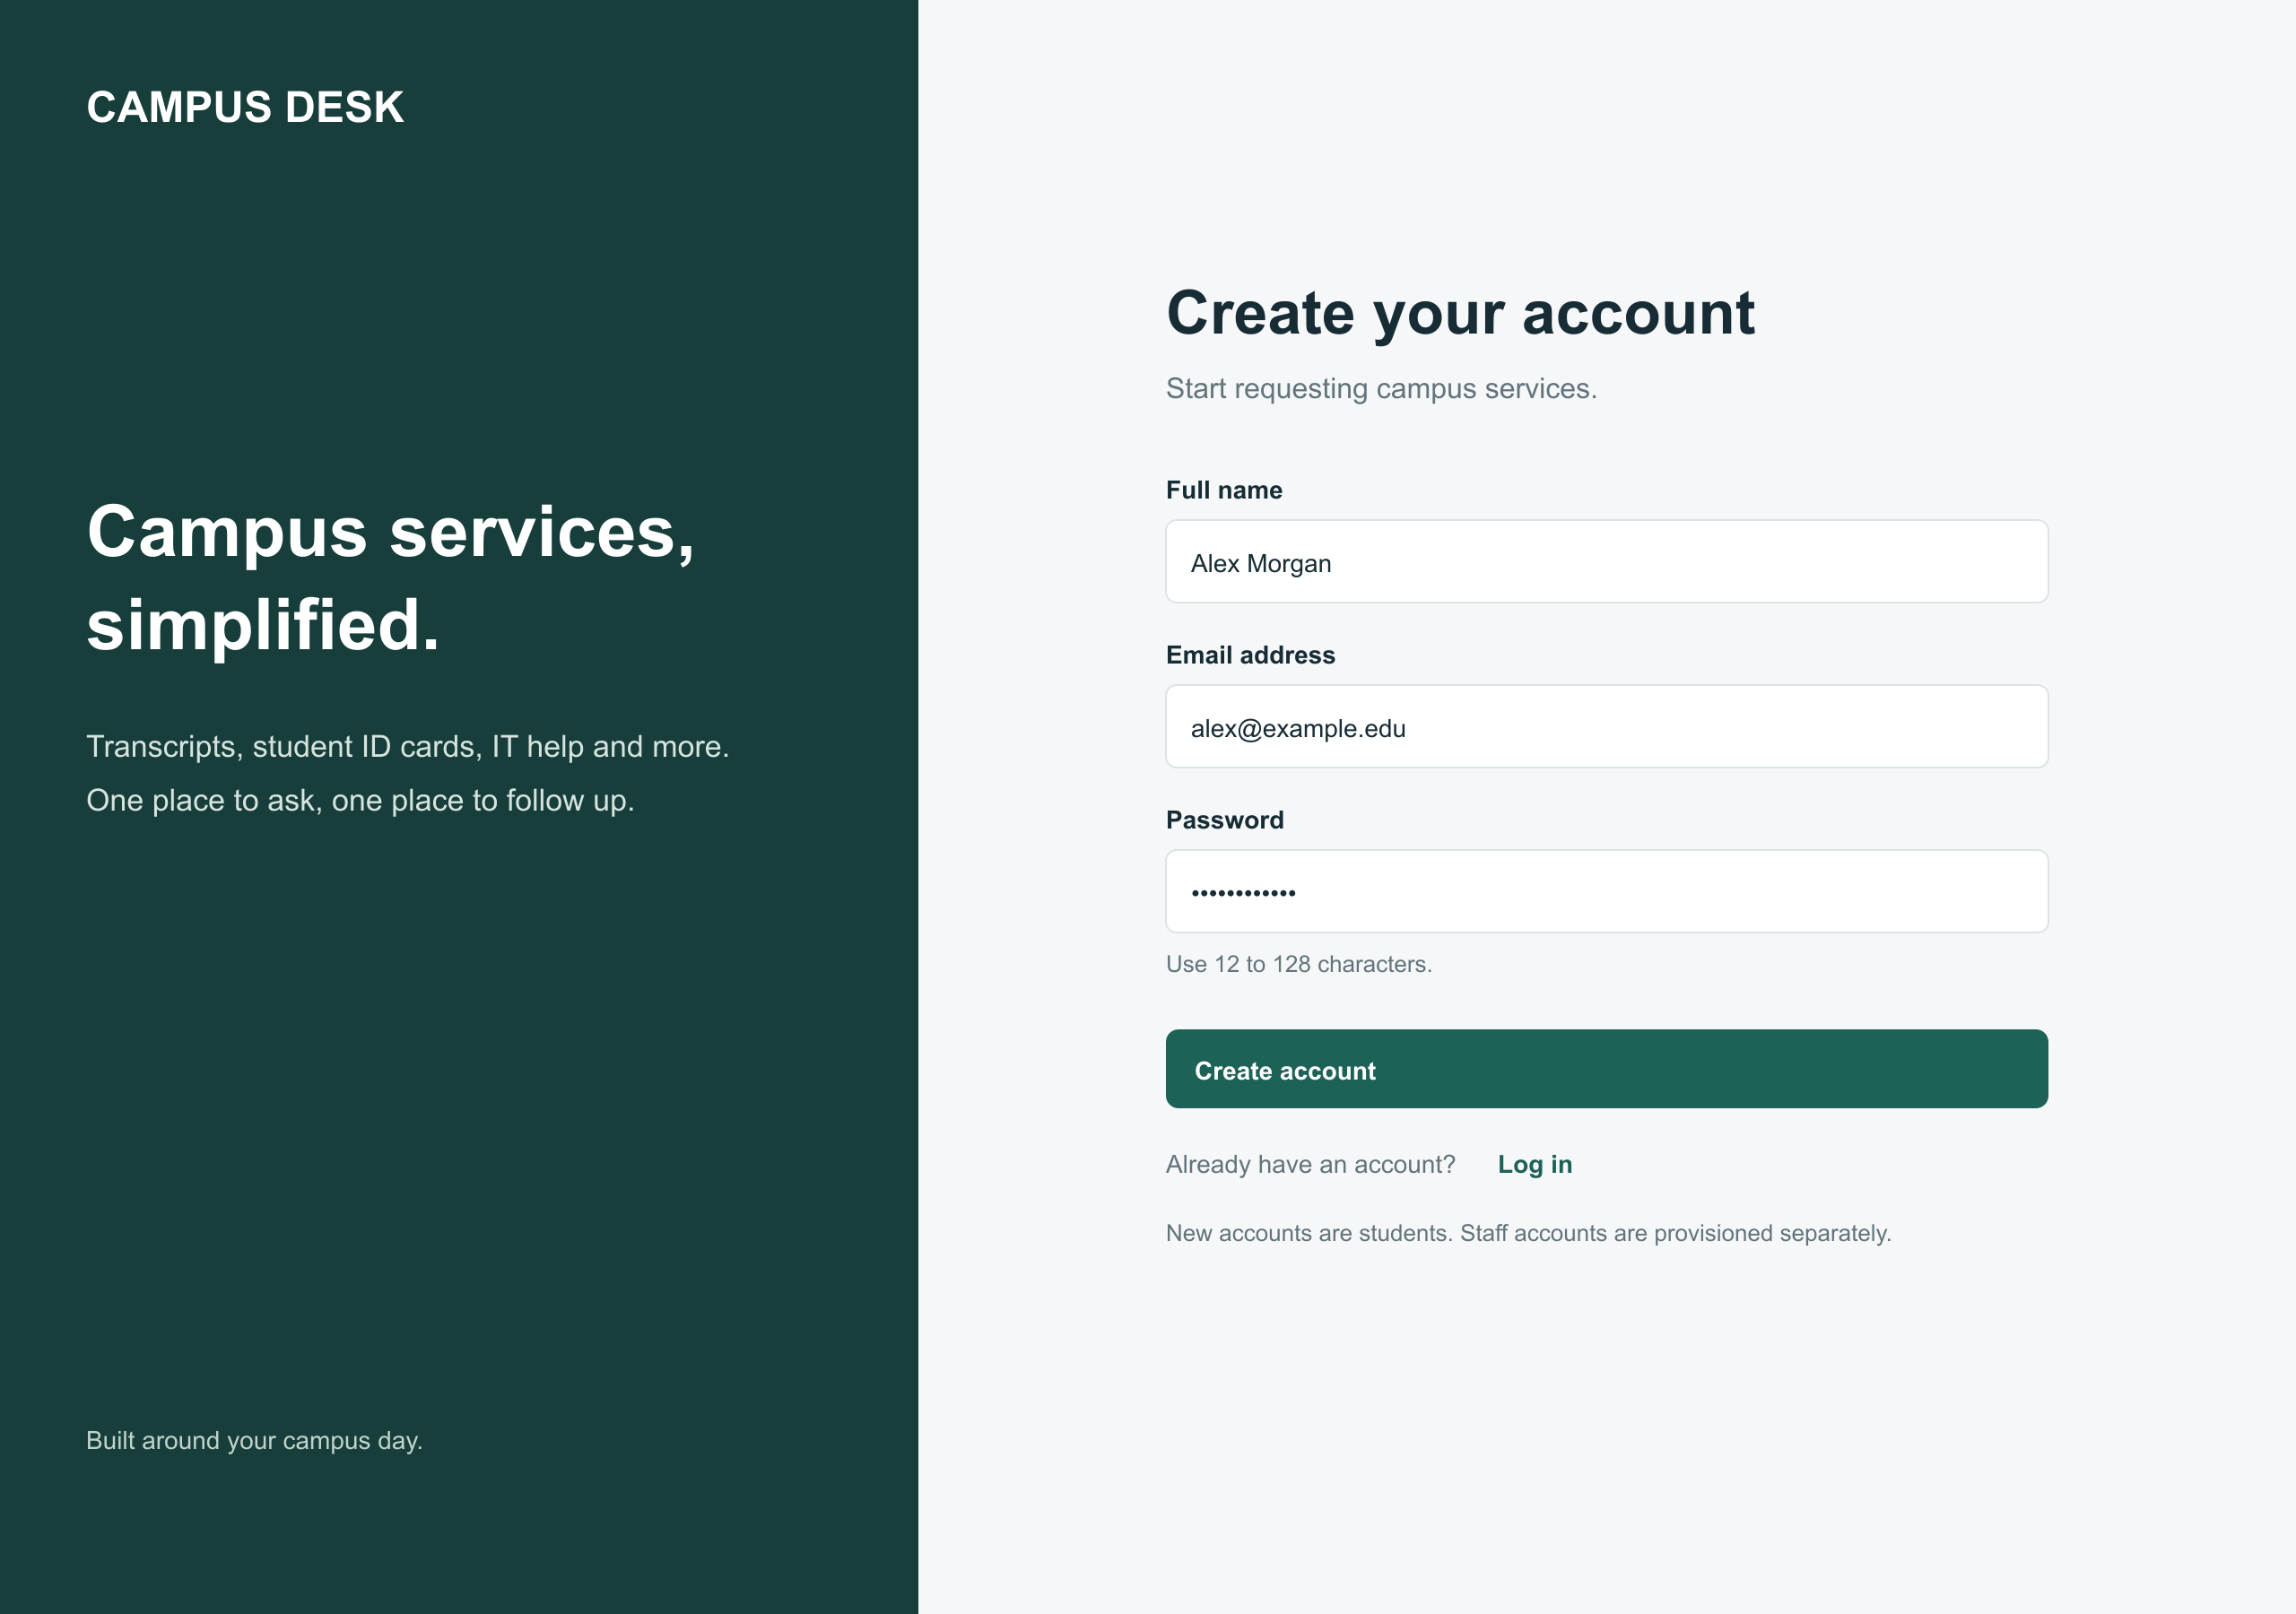 CAMPUS DESK
Campus services,
simplified.
Transcripts, student ID cards, IT help and more.
One place to ask, one place to follow up.
Built around your campus day.
Create your account
Start requesting campus services.
Full name
Alex Morgan
Email address
alex@example.edu
Password
••••••••••••
Use 12 to 128 characters.
Create account
Already have an account? Log in
New accounts are students. Staff accounts are provisioned separately.